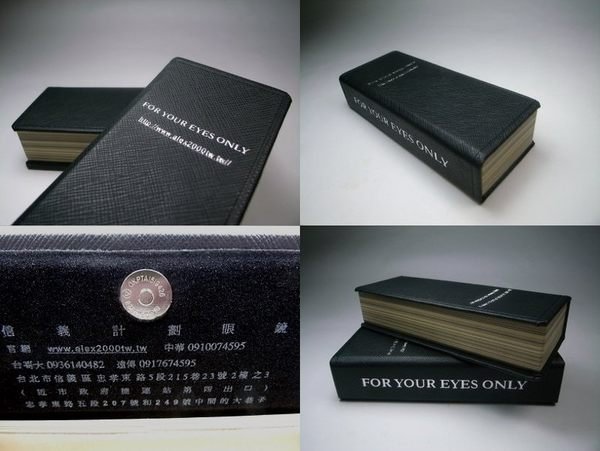 FOR YOUR EYES ONLY
http://www.alex2000tw.tw//
FOR YOUR EYES ONLY
FOR YOUR EYES ONLY
信義計劃眼鏡
官網 www.alex2000tw.tw 中華 0910074595
台哥大 0936140482 遠傳 0917674595
台北市信義區忠孝東路5段215巷23號2樓之3
(近市政府捷運站第四出口)
忠孝東路五段207號和249號中間的大巷子
FOR YOUR EYES ONLY